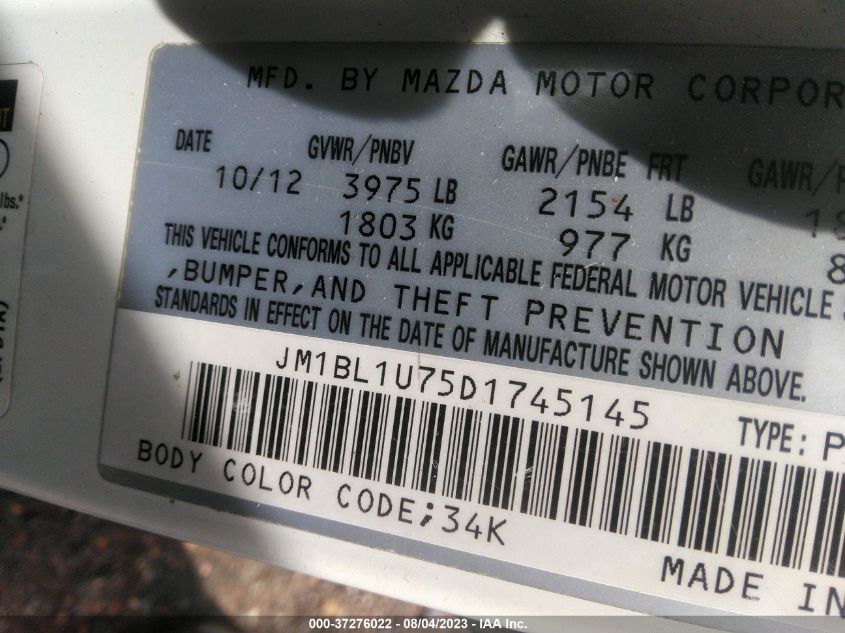 MFD. BY MAZDA MOTOR CORPOR
DATE GVWR/PNBV GAWR/PNBE FRT GAWR/
10/12 3975 LB 2154 LB
1803 KG 977 KG
THIS VEHICLE CONFORMS TO ALL APPLICABLE FEDERAL MOTOR VEHICLE
,BUMPER,AND THEFT PREVENTION
STANDARDS IN EFFECT ON THE DATE OF MANUFACTURE SHOWN ABOVE.
JM1BL1U75D1745145 TYPE: P
BODY COLOR CODE;34K
MADE IN
lbs.*
000-37276022 - 08/04/2023 - IAA Inc.